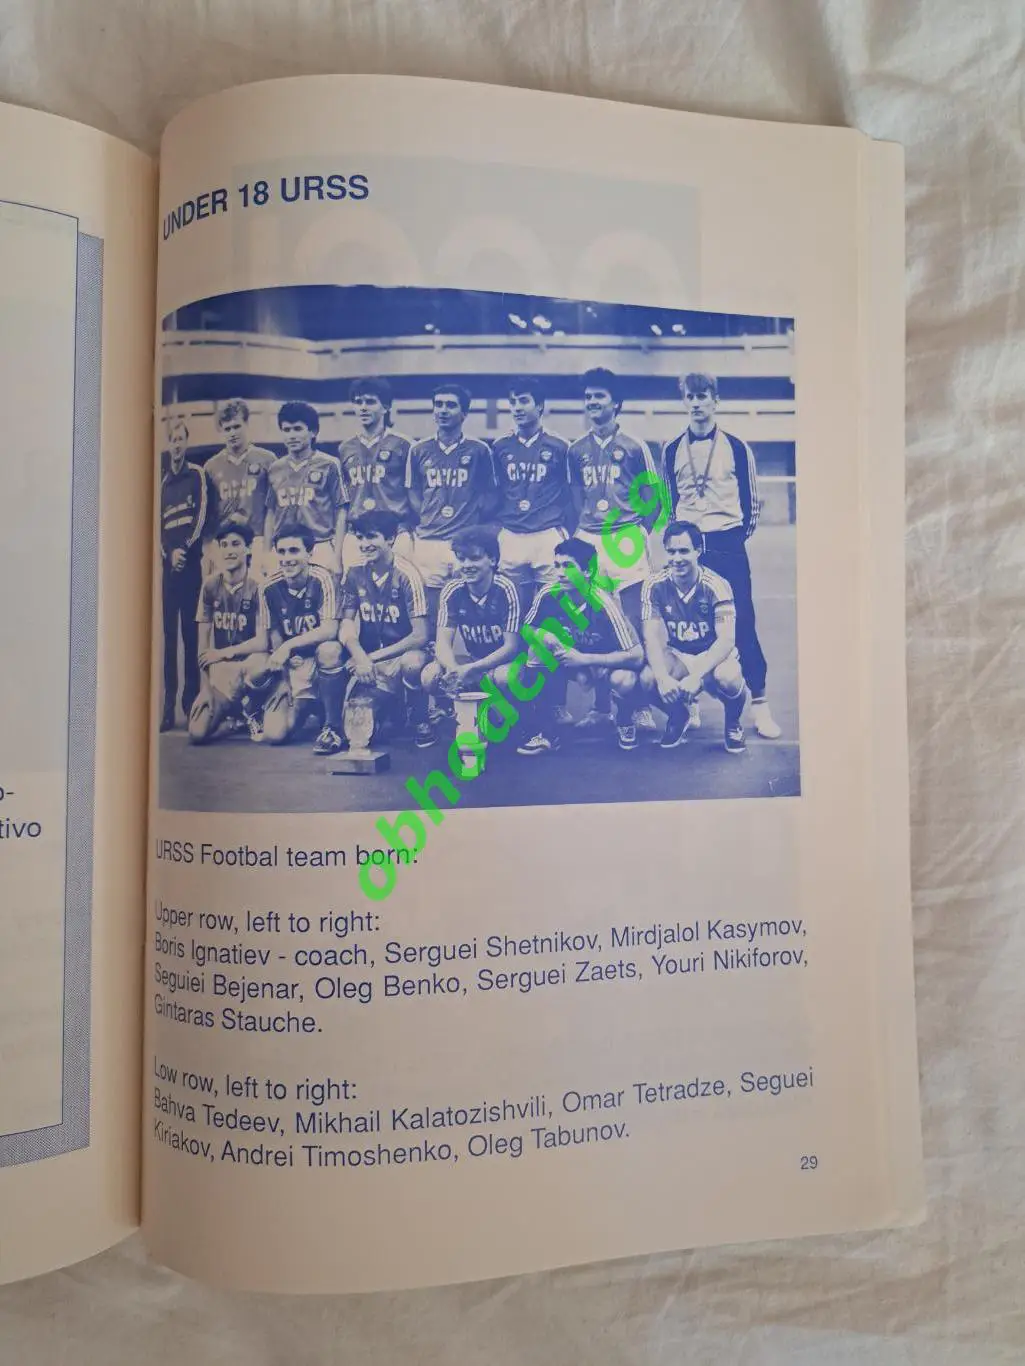 UNDER 18 URSS
CCCP CCCP CCCP CCCP CCCP CCCP
CCCP CCCP CCCP CCCP CCCP
obhodchik69
o-
tivo
URSS Footbal team born:
Upper row, left to right:
Boris Ignatiev - coach, Serguei Shetnikov, Mirdjalol Kasymov,
Seguiei Bejenar, Oleg Benko, Serguei Zaets, Youri Nikiforov,
Gintaras Stauche.
Low row, left to right:
Bahva Tedeev, Mikhail Kalatozishvili, Omar Tetradze, Seguei
Kiriakov, Andrei Timoshenko, Oleg Tabunov.
29